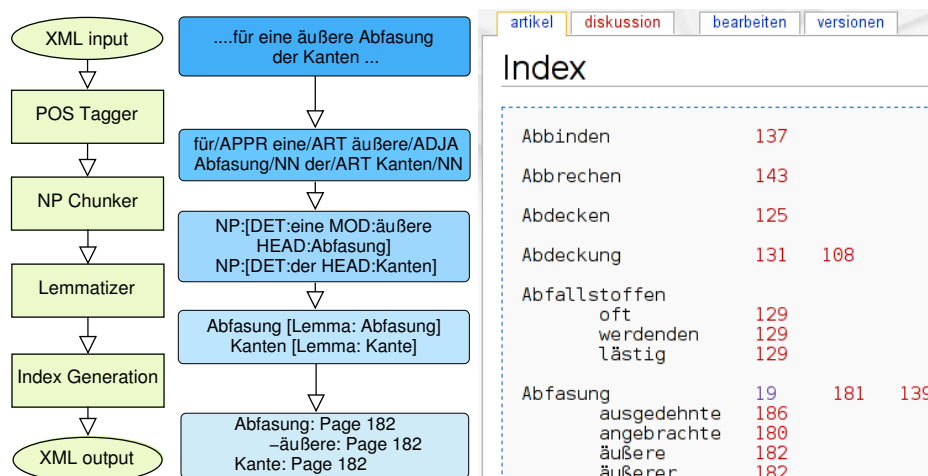 XML input
POS Tagger
NP Chunker
Lemmatizer
Index Generation
XML output
....für eine äußere Abfasung
der Kanten ...
für/APPR eine/ART äußere/ADJA
Abfasung/NN der/ART Kanten/NN
NP:[DET:eine MOD:äußere
HEAD:Abfasung]
NP:[DET:der HEAD:Kanten]
Abfasung [Lemma: Abfasung]
Kanten [Lemma: Kante]
Abfasung: Page 182
–äußere: Page 182
Kante: Page 182
artikel diskussion bearbeiten versionen
Index
Abbinden 137
Abbrechen 143
Abdecken 125
Abdeckung 131 108
Abfallstoffen
oft 129
werdenden 129
lästig 129
Abfasung 19 181 139
ausgedehnte 186
angebrachte 180
äußere 182
äußerer 182